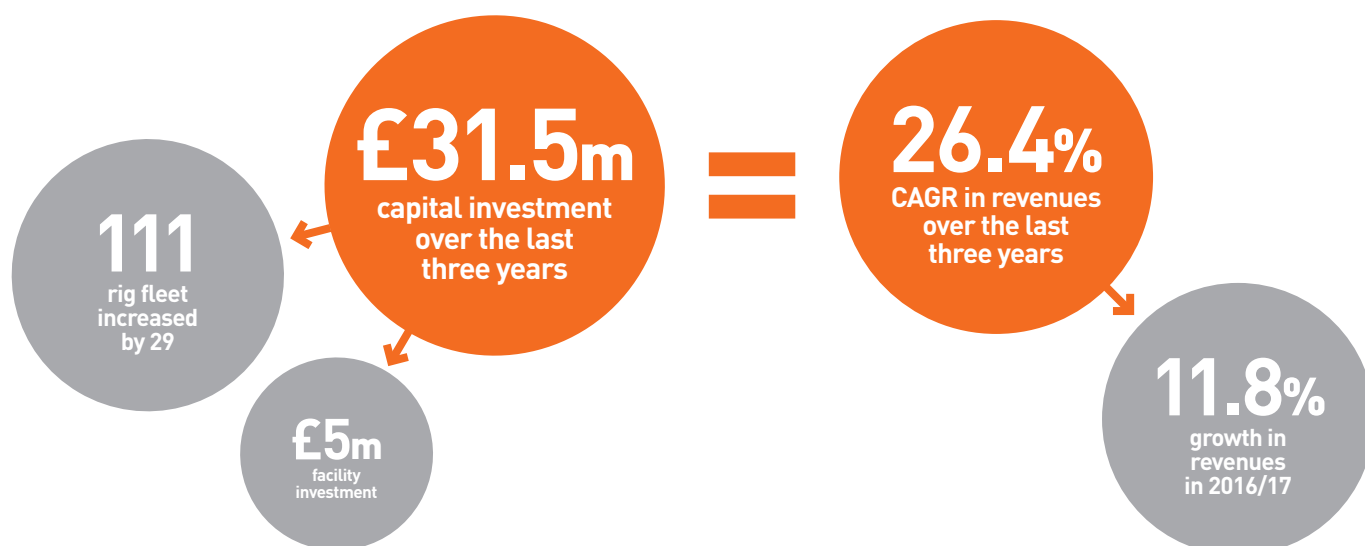 £31.5m
capital investment
over the last
three years
=
26.4%
CAGR in revenues
over the last
three years
111
rig fleet
increased
by 29
£5m
facility
investment
11.8%
growth in
revenues
in 2016/17